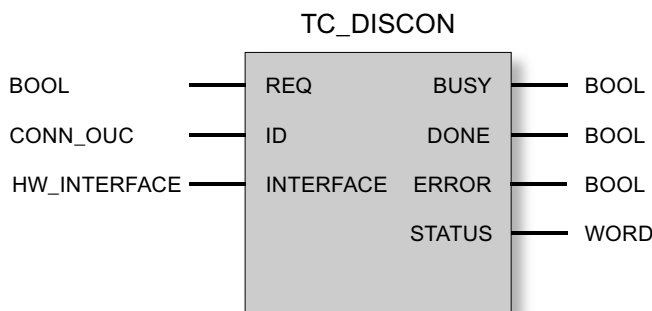 TC_DISCON
BOOL REQ BUSY BOOL
CONN_OUC ID DONE BOOL
HW_INTERFACE INTERFACE ERROR BOOL
STATUS WORD